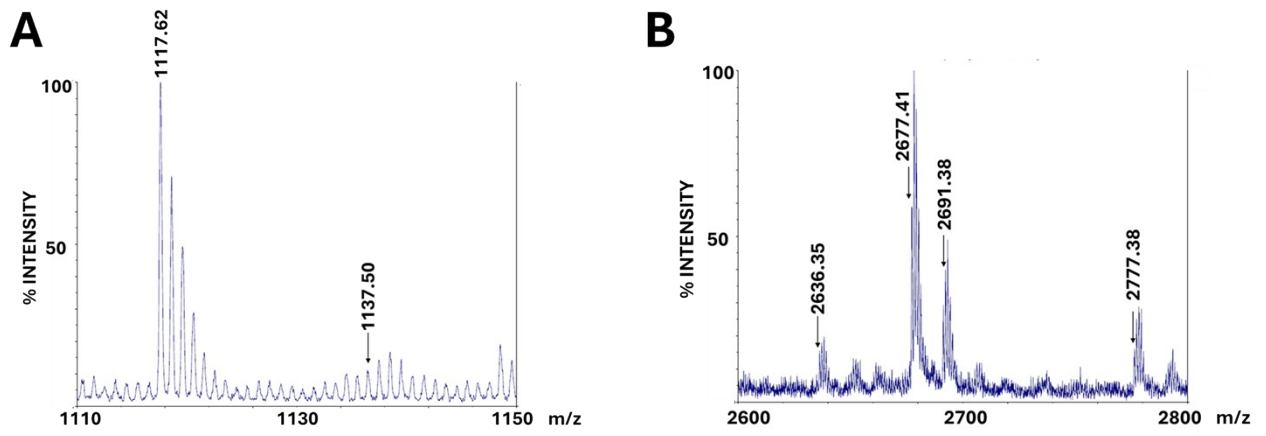 A
1117.62
100
50
1137.50
% INTENSITY
1110 1130 1150 m/z
B
100
50
2636.35
2677.41
2691.38
2777.38
% INTENSITY
2600 2700 2800 m/z